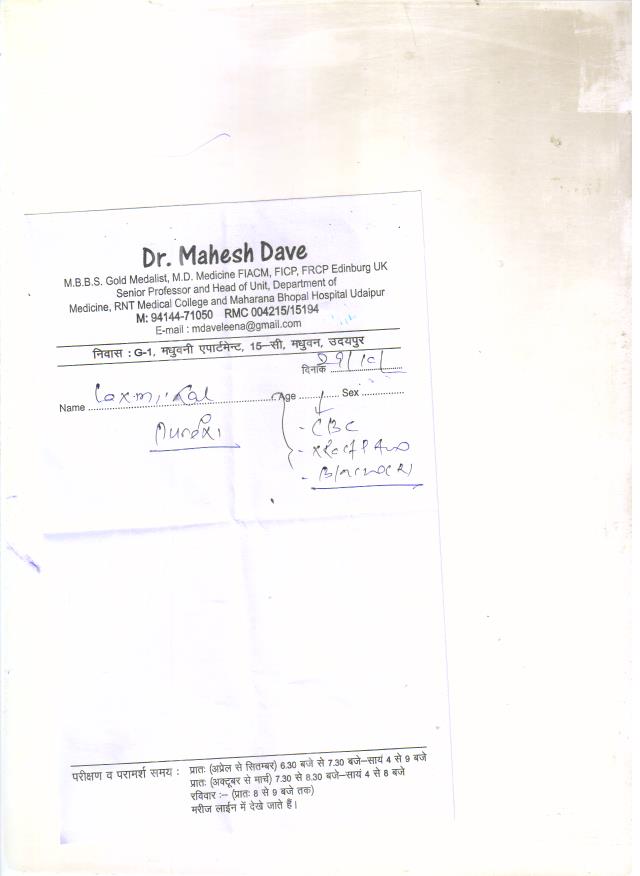 Dr. Mahesh Dave
M.B.B.S. Gold Medalist, M.D. Medicine FIACM, FICP, FRCP Edinburg UK
Senior Professor and Head of Unit, Department of
Medicine, RNT Medical College and Maharana Bhopal Hospital Udaipur
M: 94144-71050 RMC 004215/15194
E-mail : mdaveleena@gmail.com
निवास : G-1, मधुवनी एपार्टमेन्ट, 15–सी, मधुवन, उदयपुर
दिनांक
Name Laxmi Lal Age Sex
- CBC
परीक्षण व परामर्श समय : प्रातः (अप्रेल से सितम्बर) 6.30 बजे से 7.30 बजे–सायं 4 से 9 बजे
प्रातः (अक्टूबर से मार्च) 7.30 से 8.30 बजे–सायं 4 से 8 बजे
रविवार :– (प्रातः 8 से 9 बजे तक)
मरीज लाईन में देखे जाते हैं।